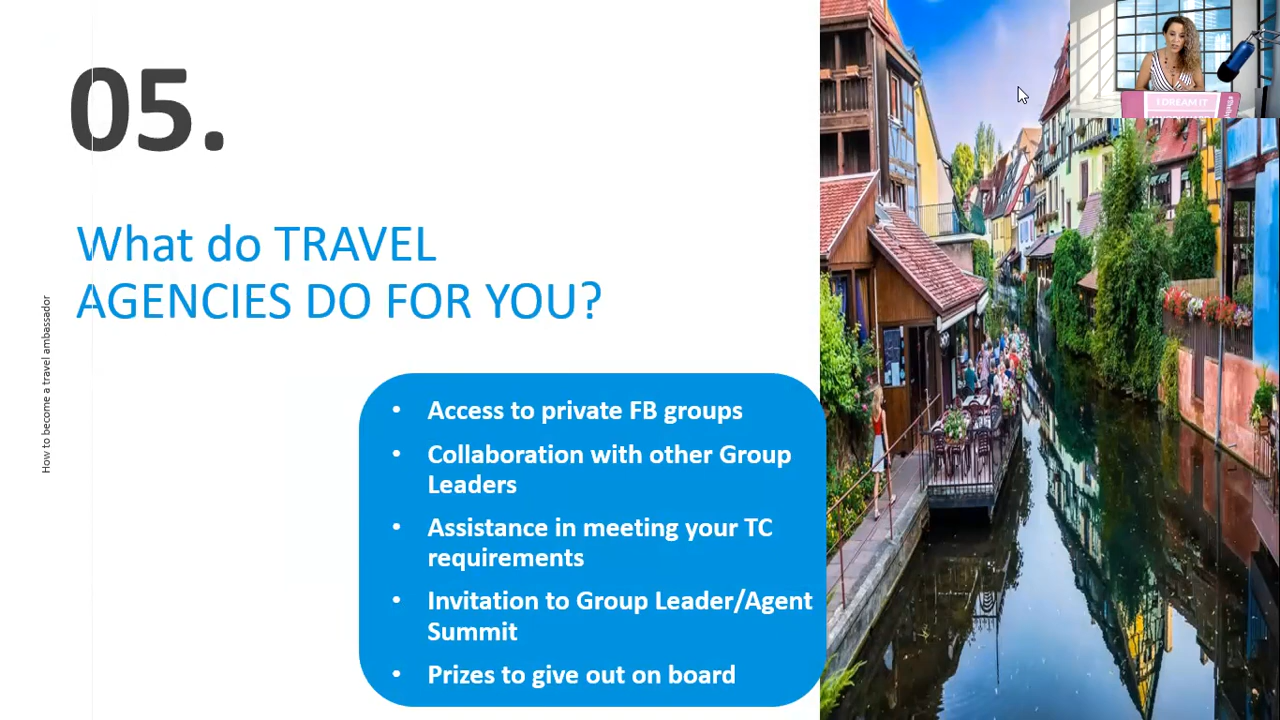 05.
What do TRAVEL
AGENCIES DO FOR YOU?
How to become a travel ambassador
• Access to private FB groups
• Collaboration with other Group
Leaders
• Assistance in meeting your TC
requirements
• Invitation to Group Leader/Agent
Summit
• Prizes to give out on board
I DREAM IT